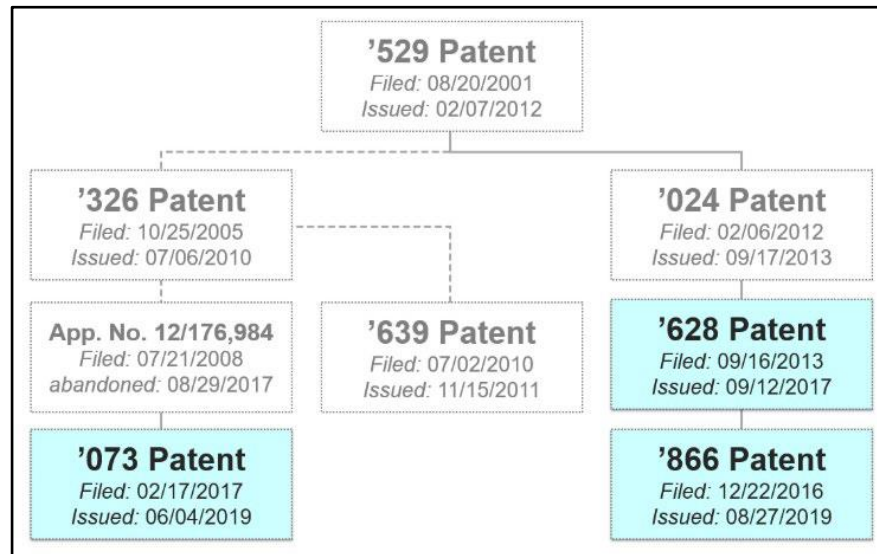 ’529 Patent
Filed: 08/20/2001
Issued: 02/07/2012
’326 Patent
Filed: 10/25/2005
Issued: 07/06/2010
’024 Patent
Filed: 02/06/2012
Issued: 09/17/2013
App. No. 12/176,984
Filed: 07/21/2008
abandoned: 08/29/2017
’639 Patent
Filed: 07/02/2010
Issued: 11/15/2011
’628 Patent
Filed: 09/16/2013
Issued: 09/12/2017
’073 Patent
Filed: 02/17/2017
Issued: 06/04/2019
’866 Patent
Filed: 12/22/2016
Issued: 08/27/2019